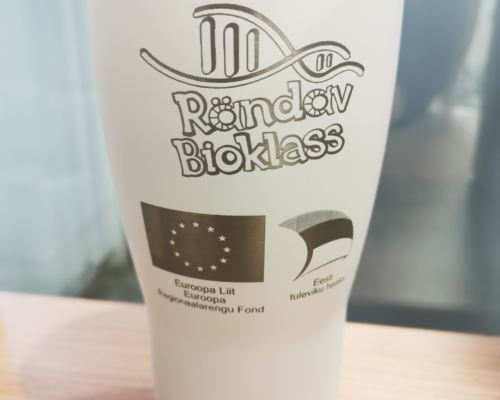 Rändav
Bioklass
Euroopa Liit
Euroopa
Regionaalarengu Fond
Eesti
tuleviku heaks